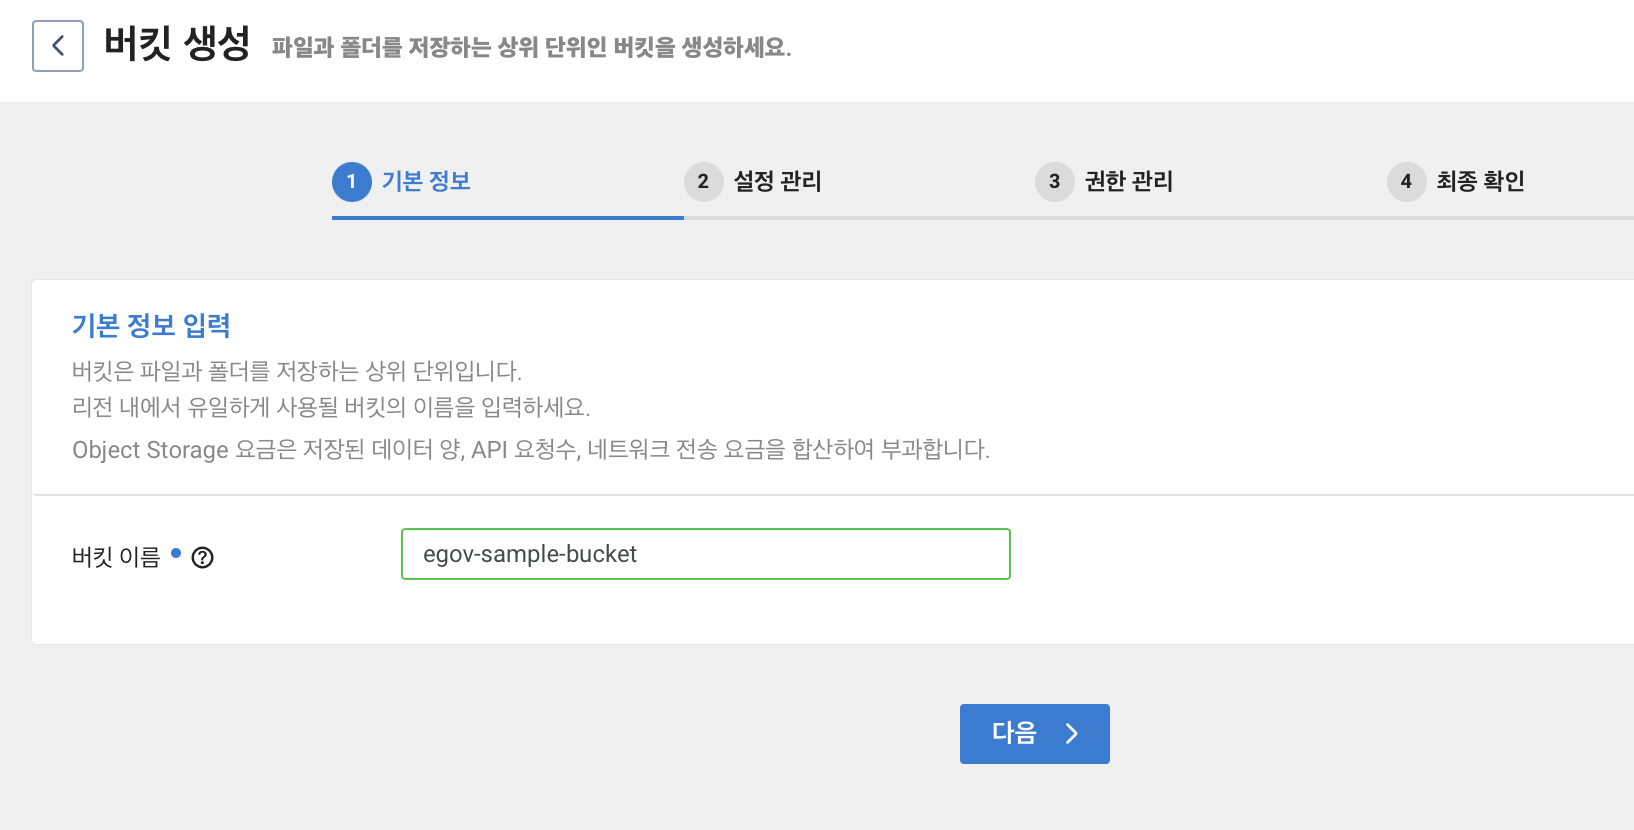 버킷 생성 파일과 폴더를 저장하는 상위 단위인 버킷을 생성하세요.
1 기본 정보 2 설정 관리 3 권한 관리 4 최종 확인
기본 정보 입력
버킷은 파일과 폴더를 저장하는 상위 단위입니다.
리전 내에서 유일하게 사용될 버킷의 이름을 입력하세요.
Object Storage 요금은 저장된 데이터 양, API 요청수, 네트워크 전송 요금을 합산하여 부과합니다.
버킷 이름 ? egov-sample-bucket
다음